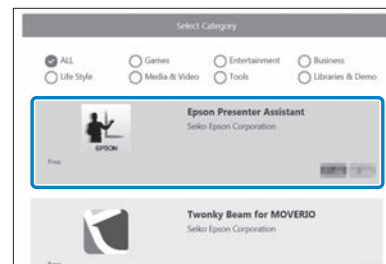 Select Category
ALL Games Entertainment Business
Life Style Media & Video Tools Libraries & Demo
Epson Presenter Assistant
Seiko Epson Corporation
EPSON
Free
Twonky Beam for MOVERIO
Seiko Epson Corporation
Free